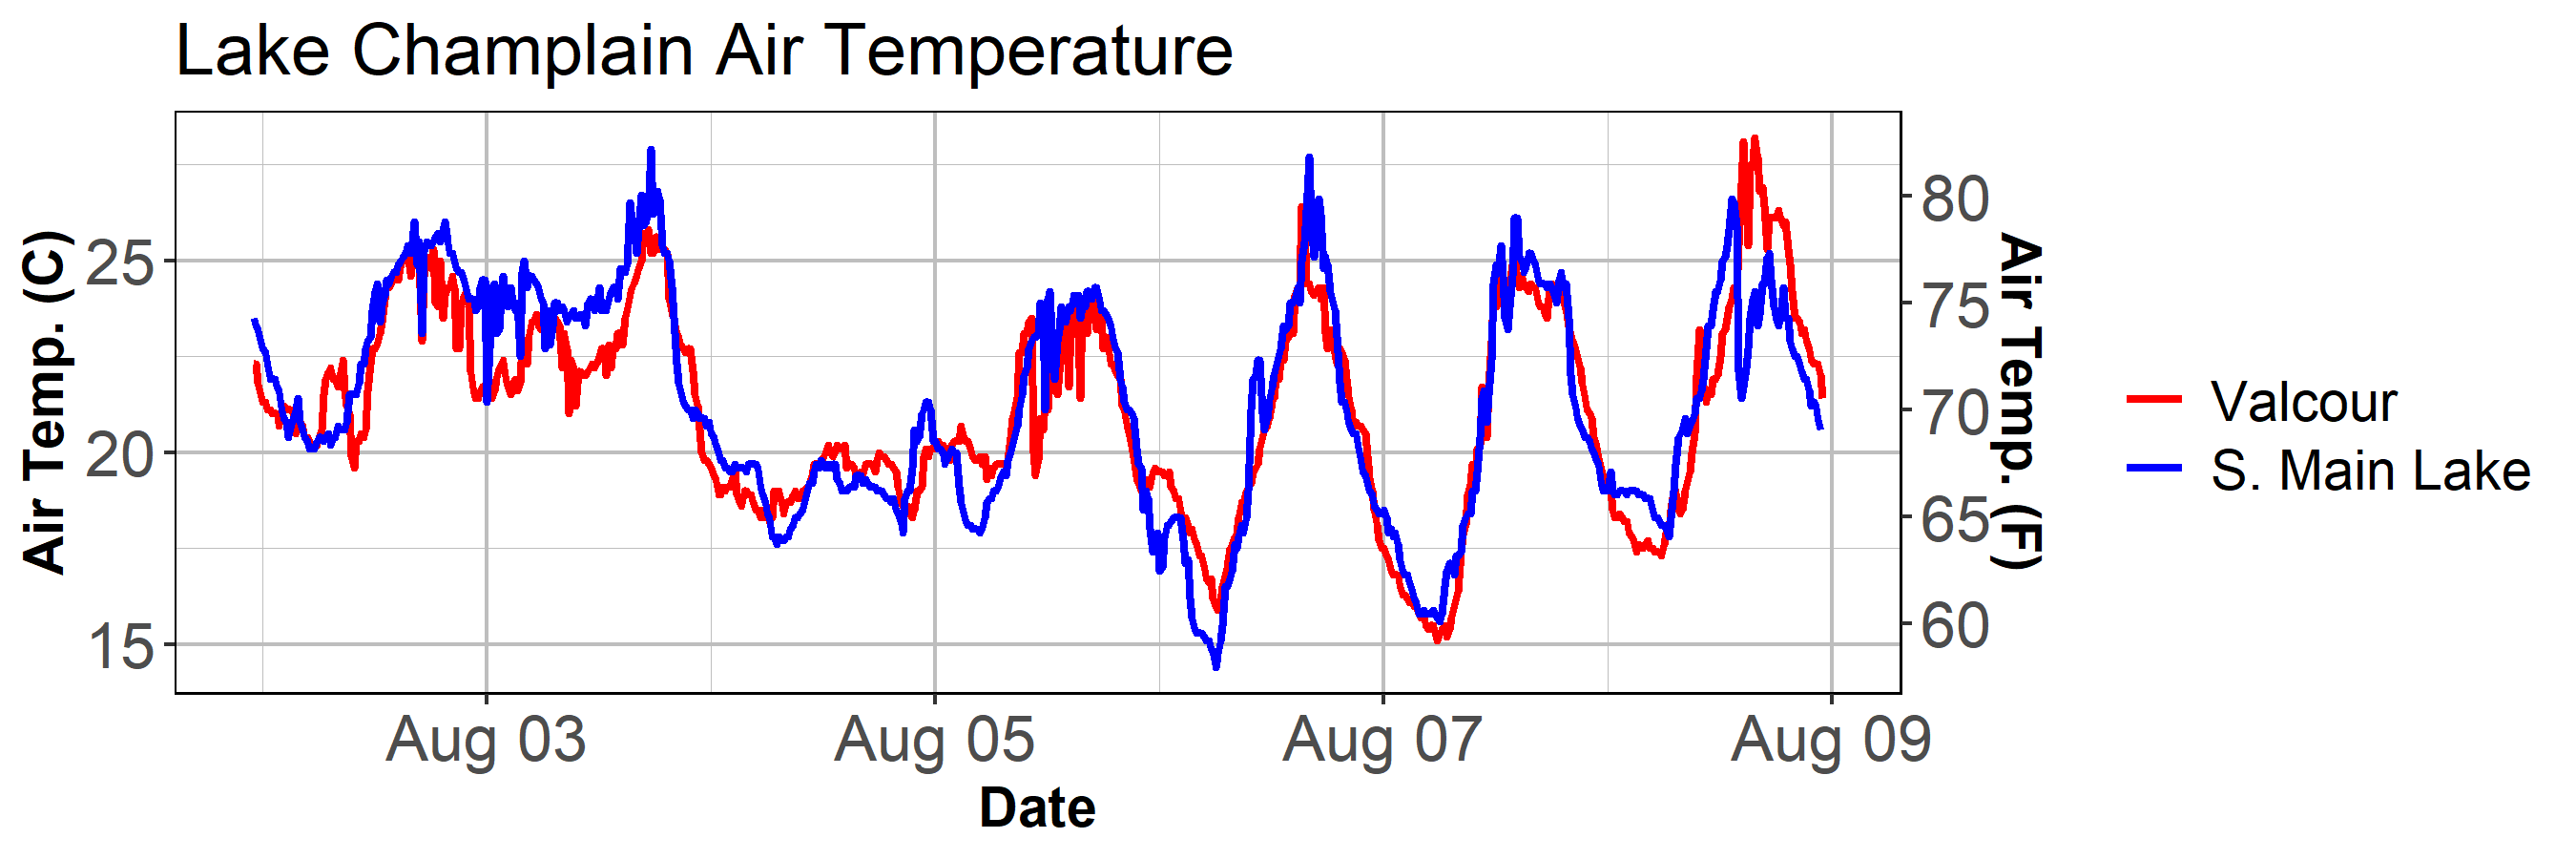 Lake Champlain Air Temperature
Air Temp. (C)
25
20
15
80
75
70
65
60
Air Temp. (F)
Aug 03
Aug 05
Aug 07
Aug 09
Date
Valcour
S. Main Lake